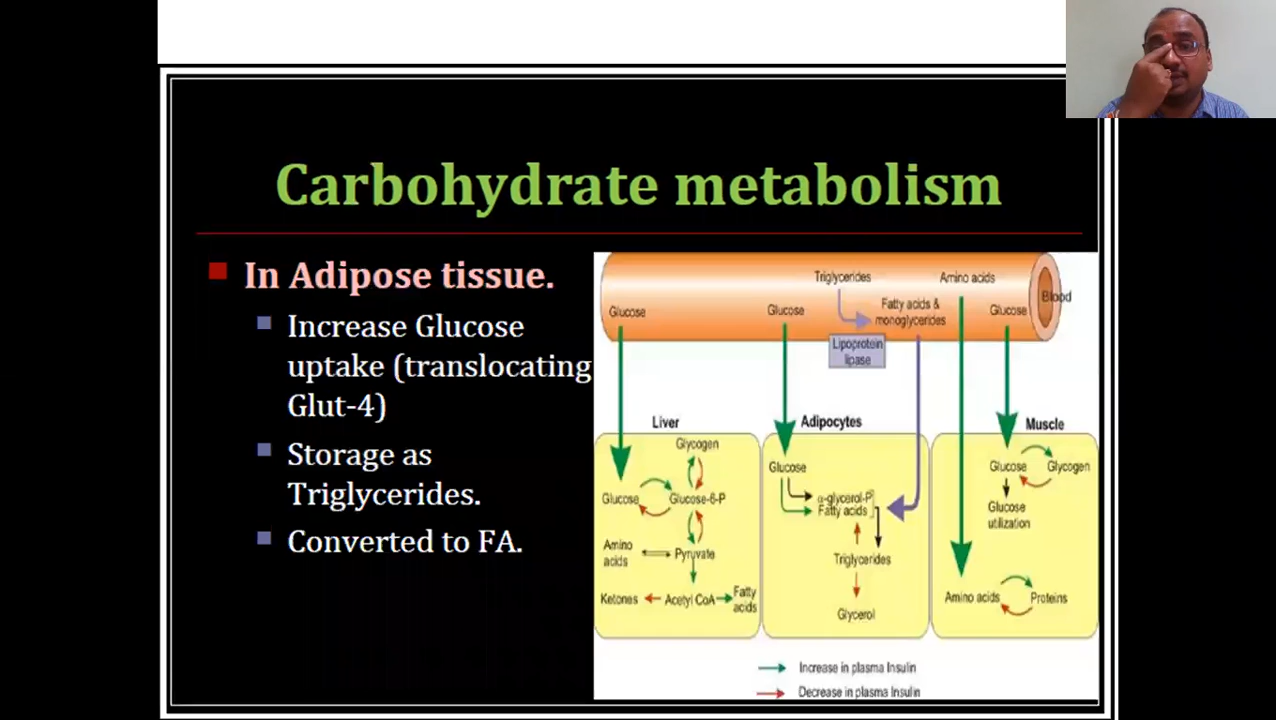 Carbohydrate metabolism
In Adipose tissue.
Increase Glucose
uptake (translocating
Glut-4)
Storage as
Triglycerides.
Converted to FA.
Triglycerides
Amino acids
Blood
Glucose
Glucose
Fatty acids &
monoglycerides
Glucose
Lipoprotein
lipase
Liver
Adipocytes
Muscle
Glycogen
Glucose
Glucose-6-P
Amino
acids
Pyruvate
Ketones
Acetyl CoA
Fatty
acids
Glucose
α-glycerol-P
Fatty acids
Triglycerides
Glycerol
Glucose
Glycogen
Glucose
utilization
Amino acids
Proteins
Increase in plasma Insulin
Decrease in plasma Insulin